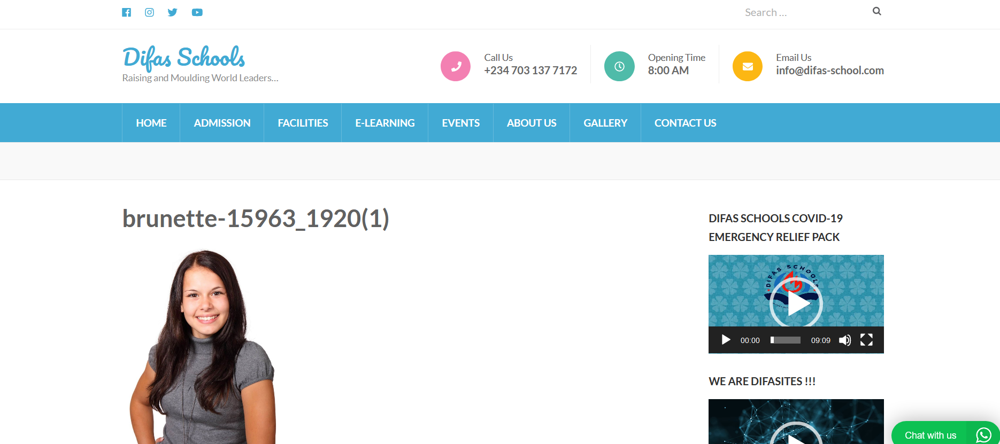 Search ...
Difas Schools
Raising and Moulding World Leaders...
Call Us
+234 703 137 7172
Opening Time
8:00 AM
Email Us
info@difas-school.com
HOME
ADMISSION
FACILITIES
E-LEARNING
EVENTS
ABOUT US
GALLERY
CONTACT US
brunette-15963_1920(1)
DIFAS SCHOOLS COVID-19
EMERGENCY RELIEF PACK
DIFAS SCHOOLS
00:00
09:09
WE ARE DIFASITES !!!
Chat with us